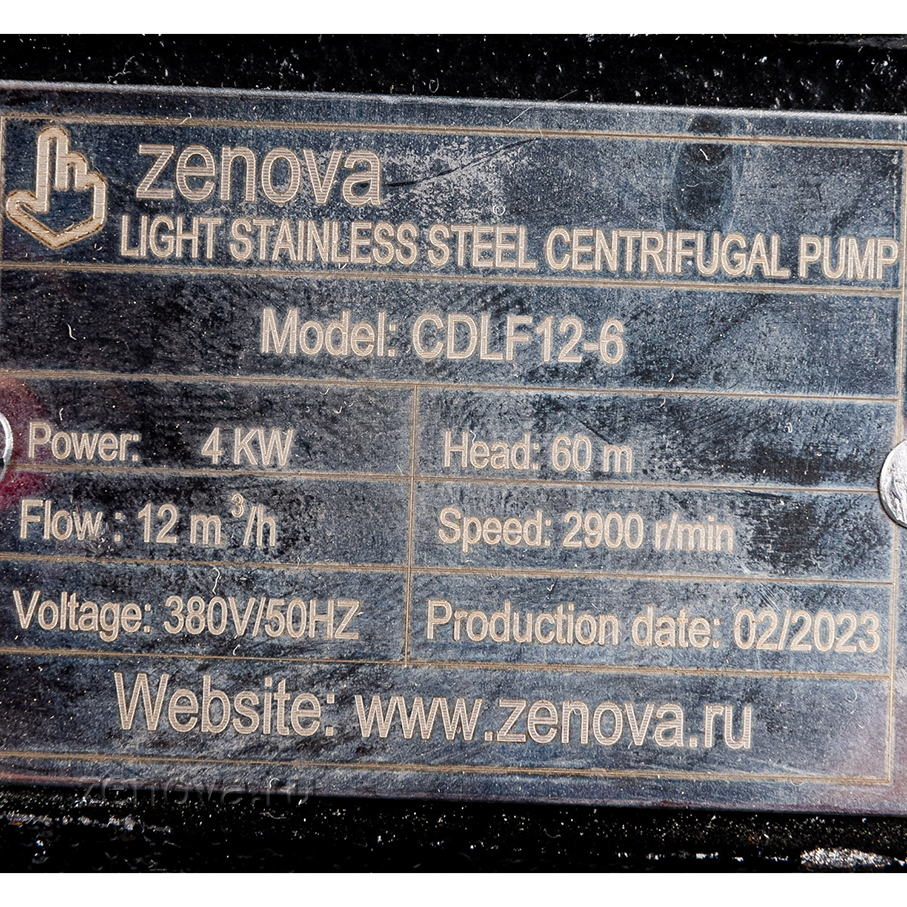 zenova
LIGHT STAINLESS STEEL CENTRIFUGAL PUMP
Model: CDLF12-6
Power: 4 KW
Head: 60 m
Flow : 12 m³/h
Speed: 2900 r/min
Voltage: 380V/50HZ
Production date: 02/2023
Website: www.zenova.ru
zenova.ru